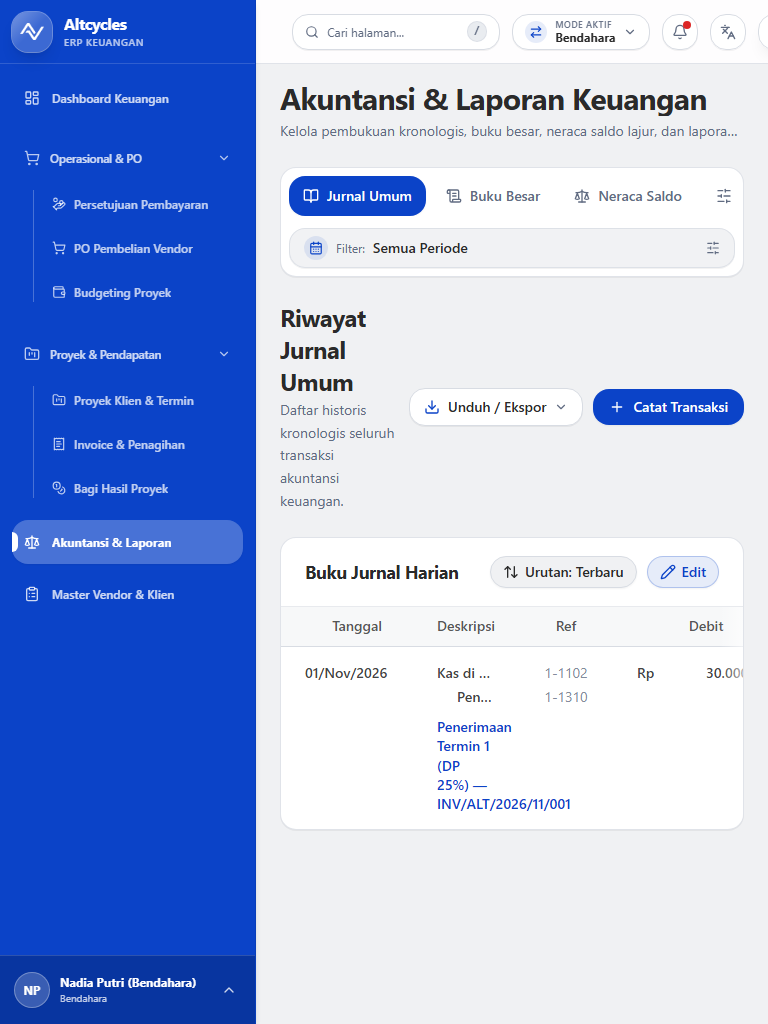 Altcycles
ERP KEUANGAN
Dashboard Keuangan
Operasional & PO
Persetujuan Pembayaran
PO Pembelian Vendor
Budgeting Proyek
Proyek & Pendapatan
Proyek Klien & Termin
Invoice & Penagihan
Bagi Hasil Proyek
Akuntansi & Laporan
Master Vendor & Klien
NP
Nadia Putri (Bendahara)
Bendahara
Cari halaman... /
MODE AKTIF
Bendahara
Akuntansi & Laporan Keuangan
Kelola pembukuan kronologis, buku besar, neraca saldo lajur, dan lapora...
Jurnal Umum Buku Besar Neraca Saldo
Filter: Semua Periode
Riwayat
Jurnal
Umum
Daftar historis
kronologis seluruh
transaksi
akuntansi
keuangan.
Unduh / Ekspor
Catat Transaksi
Buku Jurnal Harian Urutan: Terbaru Edit
Tanggal Deskripsi Ref Debit
01/Nov/2026 Kas di ... 1-1102 Rp 30.000
Pen... 1-1310
Penerimaan
Termin 1
(DP
25%) —
INV/ALT/2026/11/001